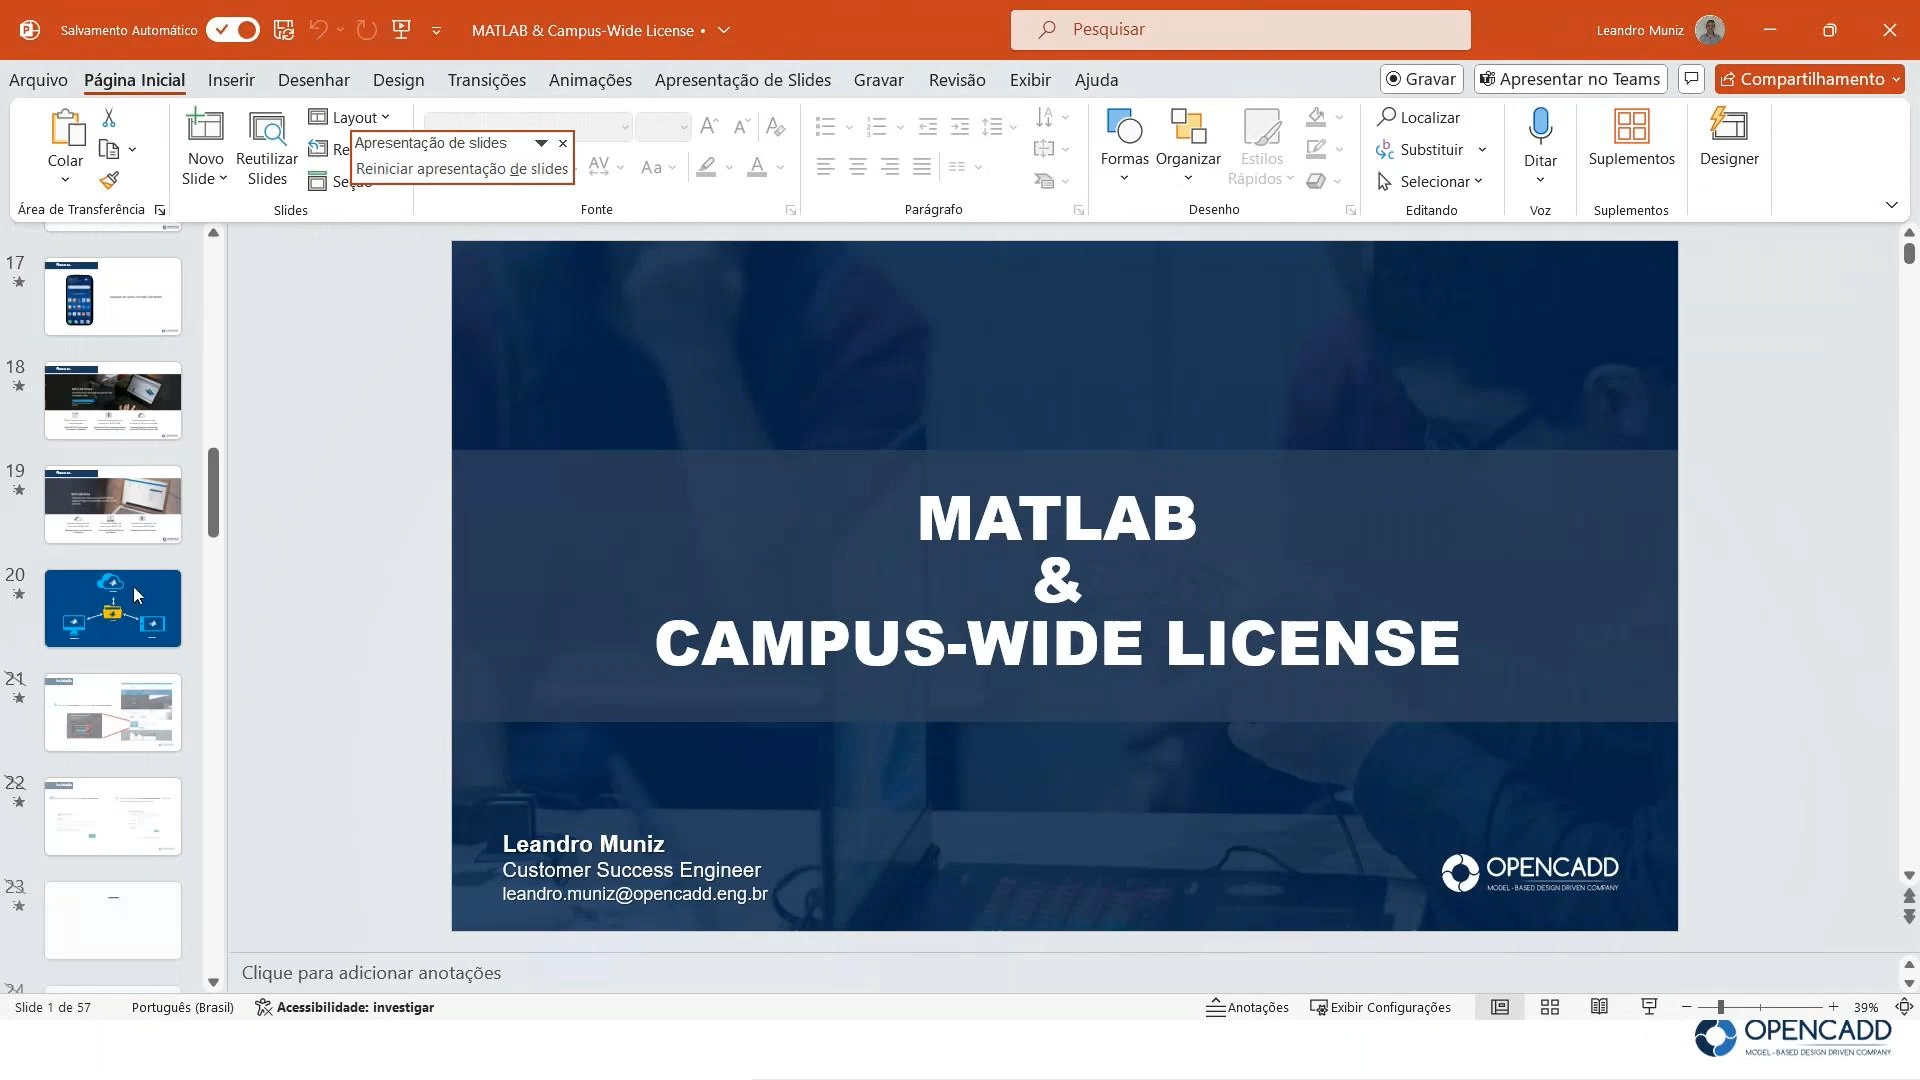 Salvamento Automático
MATLAB & Campus-Wide License •
Pesquisar
Leandro Muniz
Arquivo
Página Inicial
Inserir
Desenhar
Design
Transições
Animações
Apresentação de Slides
Gravar
Revisão
Exibir
Ajuda
Gravar
Apresentar no Teams
Compartilhamento
Colar
Novo
Slide
Reutilizar
Slides
Layout
Apresentação de slides
Reiniciar apresentação de slides
Aa
Formas
Organizar
Estilos
Rápidos
Localizar
Substituir
Selecionar
Ditar
Suplementos
Designer
Área de Transferência
Slides
Fonte
Parágrafo
Desenho
Editando
Voz
Suplementos
17
18
19
20
21
22
23
24
MATLAB
&
CAMPUS-WIDE LICENSE
Leandro Muniz
Customer Success Engineer
leandro.muniz@opencadd.eng.br
OPENCADD
MODEL-BASED DESIGN DRIVEN COMPANY
Clique para adicionar anotações
Slide 1 de 57
Português (Brasil)
Acessibilidade: investigar
Anotações
Exibir Configurações
39%
OPENCADD
MODEL-BASED DESIGN DRIVEN COMPANY